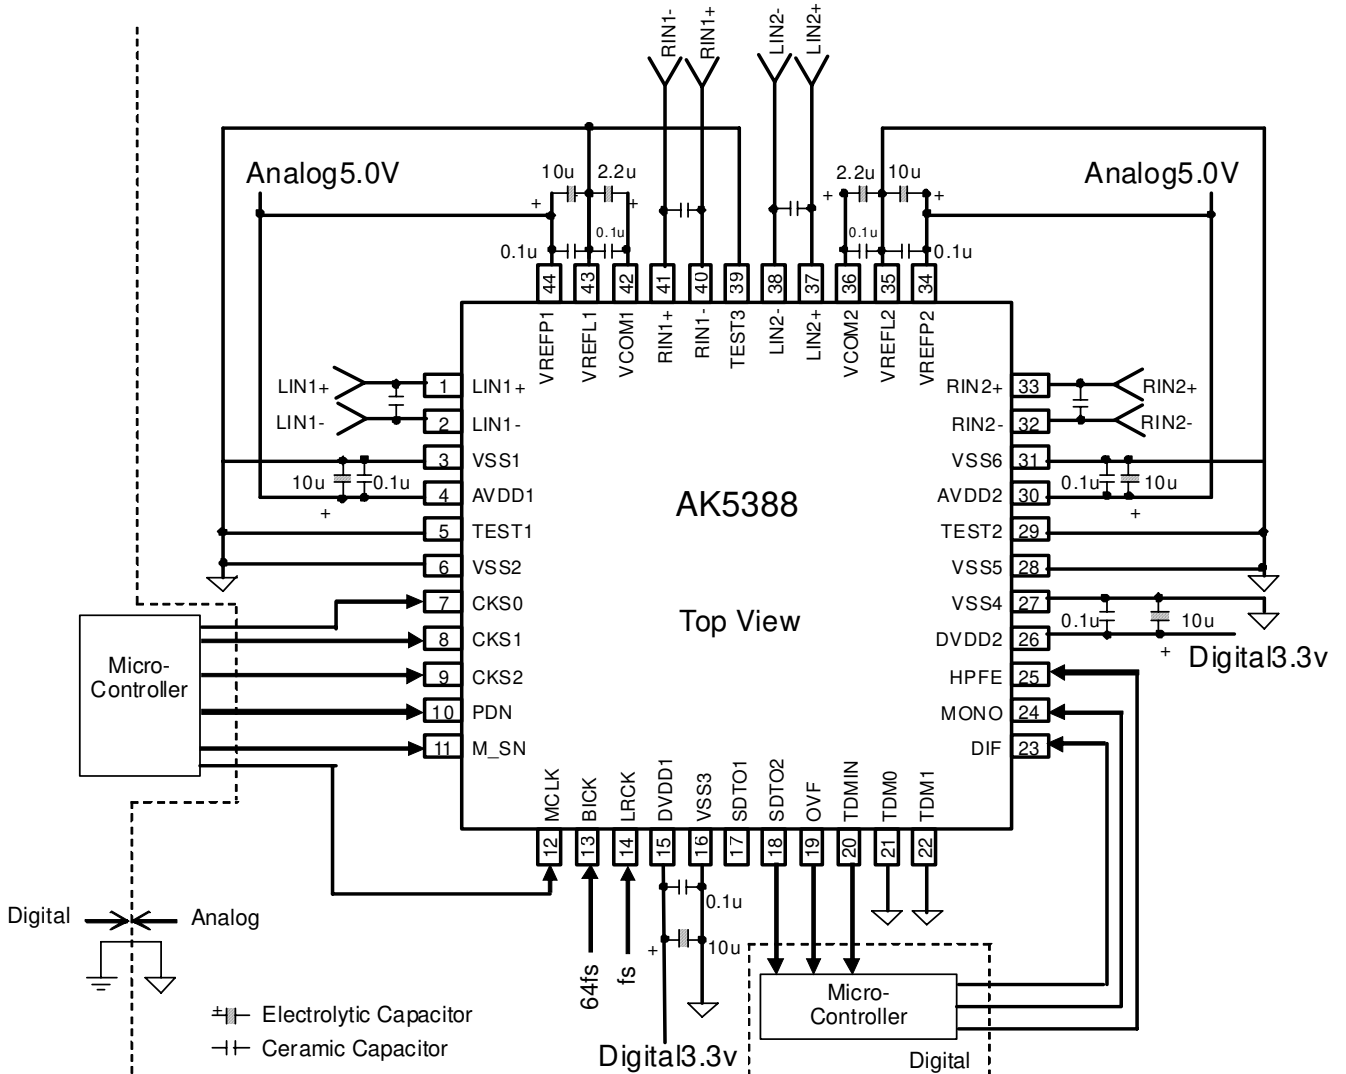 RIN1-
RIN1+
LIN2-
LIN2+
Analog5.0V
10u
2.2u
2.2u
10u
Analog5.0V
+
+
+
+
0.1u
0.1u
0.1u
0.1u
44
43
42
41
40
39
38
37
36
35
34
VREFP1
VREFL1
VCOM1
RIN1+
RIN1-
TEST3
LIN2-
LIN2+
VCOM2
VREFL2
VREFP2
LIN1+
1
LIN1+
RIN2+
33
RIN2+
LIN1-
2
LIN1-
RIN2-
32
RIN2-
3
VSS1
VSS6
31
10u
0.1u
0.1u
10u
4
AVDD1
AK5388
AVDD2
30
+
+
5
TEST1
TEST2
29
6
VSS2
VSS5
28
7
CKS0
VSS4
27
Top View
0.1u
10u
8
CKS1
DVDD2
26
+
Digital3.3v
Micro-
Controller
9
CKS2
HPFE
25
10
PDN
MONO
24
11
M_SN
DIF
23
MCLK
BICK
LRCK
DVDD1
VSS3
SDTO1
SDTO2
OVF
TDMIN
TDM0
TDM1
12
13
14
15
16
17
18
19
20
21
22
0.1u
Digital
Analog
+
10u
64fs
fs
Micro-
Controller
+
Electrolytic Capacitor
Ceramic Capacitor
Digital3.3v
Digital